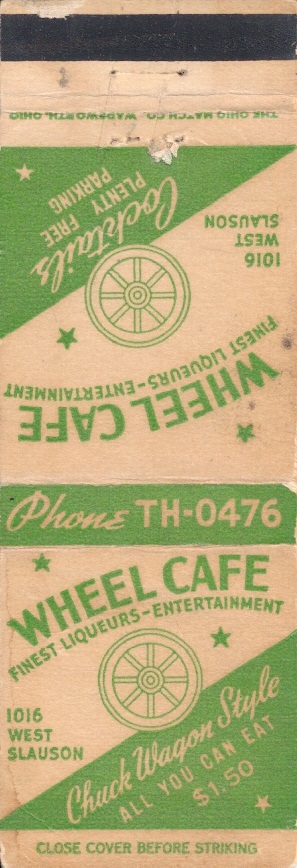 THE OHIO MATCH CO. WADSWORTH, OHIO
WHEEL CAFE
FINEST LIQUEURS-ENTERTAINMENT
1016
WEST
SLAUSON
Cocktails
PLENTY FREE
PARKING
Phone TH-0476
WHEEL CAFE
FINEST LIQUEURS-ENTERTAINMENT
1016
WEST
SLAUSON
Chuck Wagon Style
ALL YOU CAN EAT
$1.50
CLOSE COVER BEFORE STRIKING